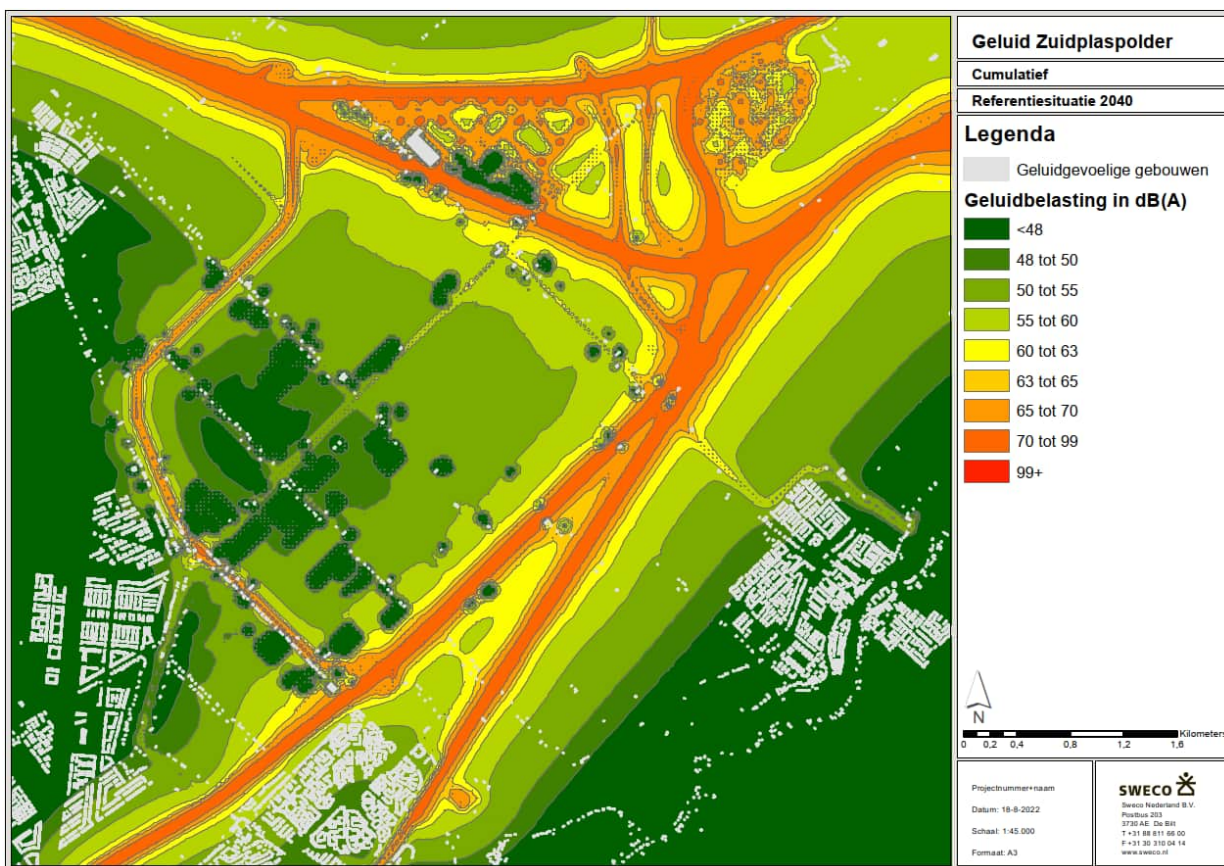 Geluid Zuidplaspolder
Cumulatief
Referentiesituatie 2040
Legenda
Geluidgevoelige gebouwen
Geluidbelasting in dB(A)
<48
48 tot 50
50 tot 55
55 tot 60
60 tot 63
63 tot 65
65 tot 70
70 tot 99
99+
N
Kilometers
0 0,2 0,4 0,8 1,2 1,6
Projectnummer+naam
Datum: 18-8-2022
Schaal: 1:45.000
Formaat: A3
SWECO
Sweco Nederland B.V.
Postbus 203
3730 AE De Bilt
T +31 88 811 66 00
F +31 30 310 04 14
www.sweco.nl